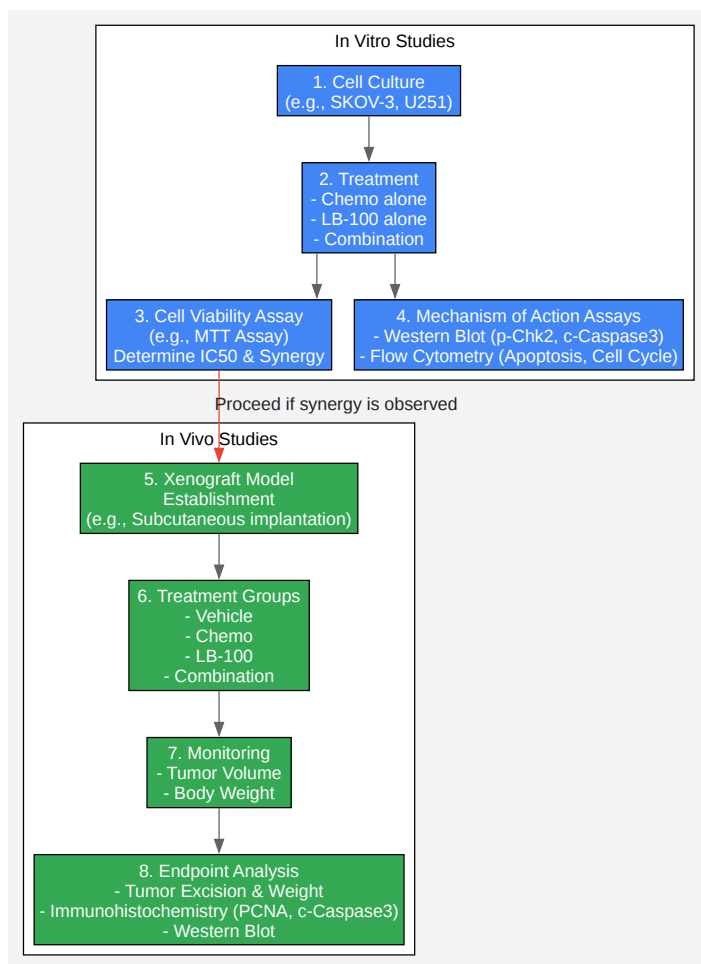 In Vitro Studies
1. Cell Culture
(e.g., SKOV-3, U251)
2. Treatment
- Chemo alone
- LB-100 alone
- Combination
3. Cell Viability Assay
(e.g., MTT Assay)
Determine IC50 & Synergy
4. Mechanism of Action Assays
- Western Blot (p-Chk2, c-Caspase3)
- Flow Cytometry (Apoptosis, Cell Cycle)
Proceed if synergy is observed
In Vivo Studies
5. Xenograft Model
Establishment
(e.g., Subcutaneous implantation)
6. Treatment Groups
- Vehicle
- Chemo
- LB-100
- Combination
7. Monitoring
- Tumor Volume
- Body Weight
8. Endpoint Analysis
- Tumor Excision & Weight
- Immunohistochemistry (PCNA, c-Caspase3)
- Western Blot